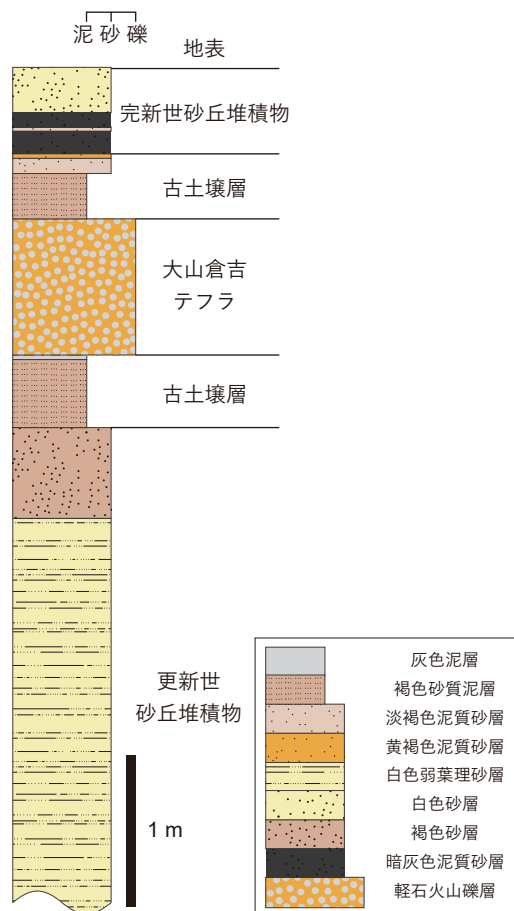 泥 砂 礫
地表
完新世砂丘堆積物
古土壌層
大山倉吉
テフラ
古土壌層
更新世
砂丘堆積物
1 m
灰色泥層
褐色砂質泥層
淡褐色泥質砂層
黄褐色泥質砂層
白色弱葉理砂層
白色砂層
褐色砂層
暗灰色泥質砂層
軽石火山礫層